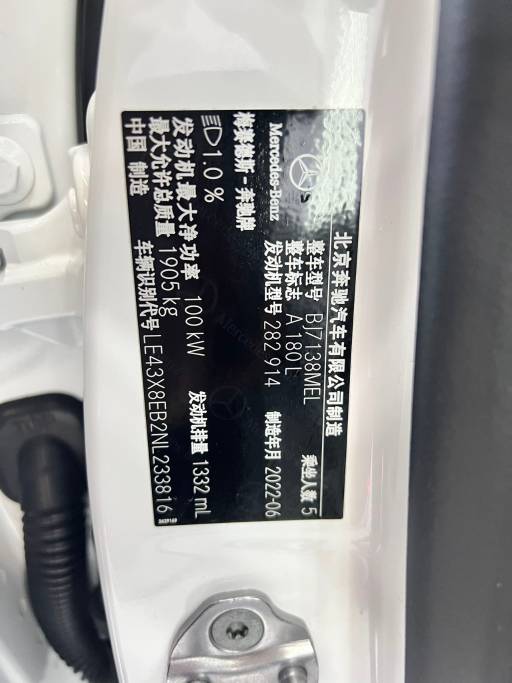 北京奔驰汽车有限公司制造
整车型号 BJ7138MEL 乘坐人数 5
整车标志 A 180 L
发动机型号 282 914 制造年月 2022-06
Mercedes-Benz
梅赛德斯-奔驰牌
1.0 %
发动机最大净功率 100 kW 发动机排量 1332 mL
最大允许总质量 1905 kg
中国 制造 车辆识别代号 LE43X8EB2NL233816